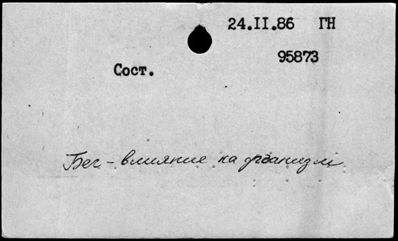 24.II.86 ГН
95873
Сост.
Бег - влияние на организм